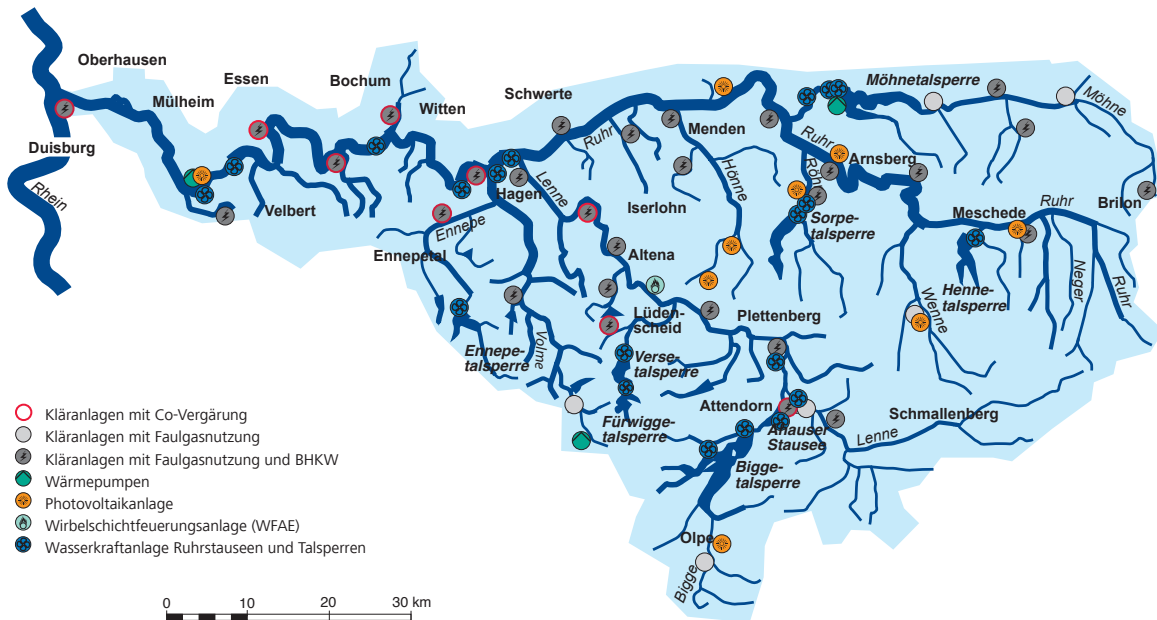 Oberhausen
Essen
Bochum
Mülheim
Witten
Schwerte
Möhnetalsperre
Möhne
Duisburg
Ruhr
Menden
Ruhr
Arnsberg
Rhein
Velbert
Hagen
Lenne
Hönne
Röhr
Iserlohn
Sorpe-
talsperre
Meschede
Ruhr
Brilon
Ennepe
Ennepetal
Altena
Henne-
talsperre
Neger
Ruhr
Wenne
Lüden-
scheid
Plettenberg
Ennepe-
talsperre
Volme
Verse-
talsperre
Attendorn
Schmallenberg
Fürwigge-
talsperre
Ahauser
Stausee
Lenne
Bigge-
talsperre
Olpe
Bigge
Kläranlagen mit Co-Vergärung
Kläranlagen mit Faulgasnutzung
Kläranlagen mit Faulgasnutzung und BHKW
Wärmepumpen
Photovoltaikanlage
Wirbelschichtfeuerungsanlage (WFAE)
Wasserkraftanlage Ruhrstauseen und Talsperren
0 10 20 30 km